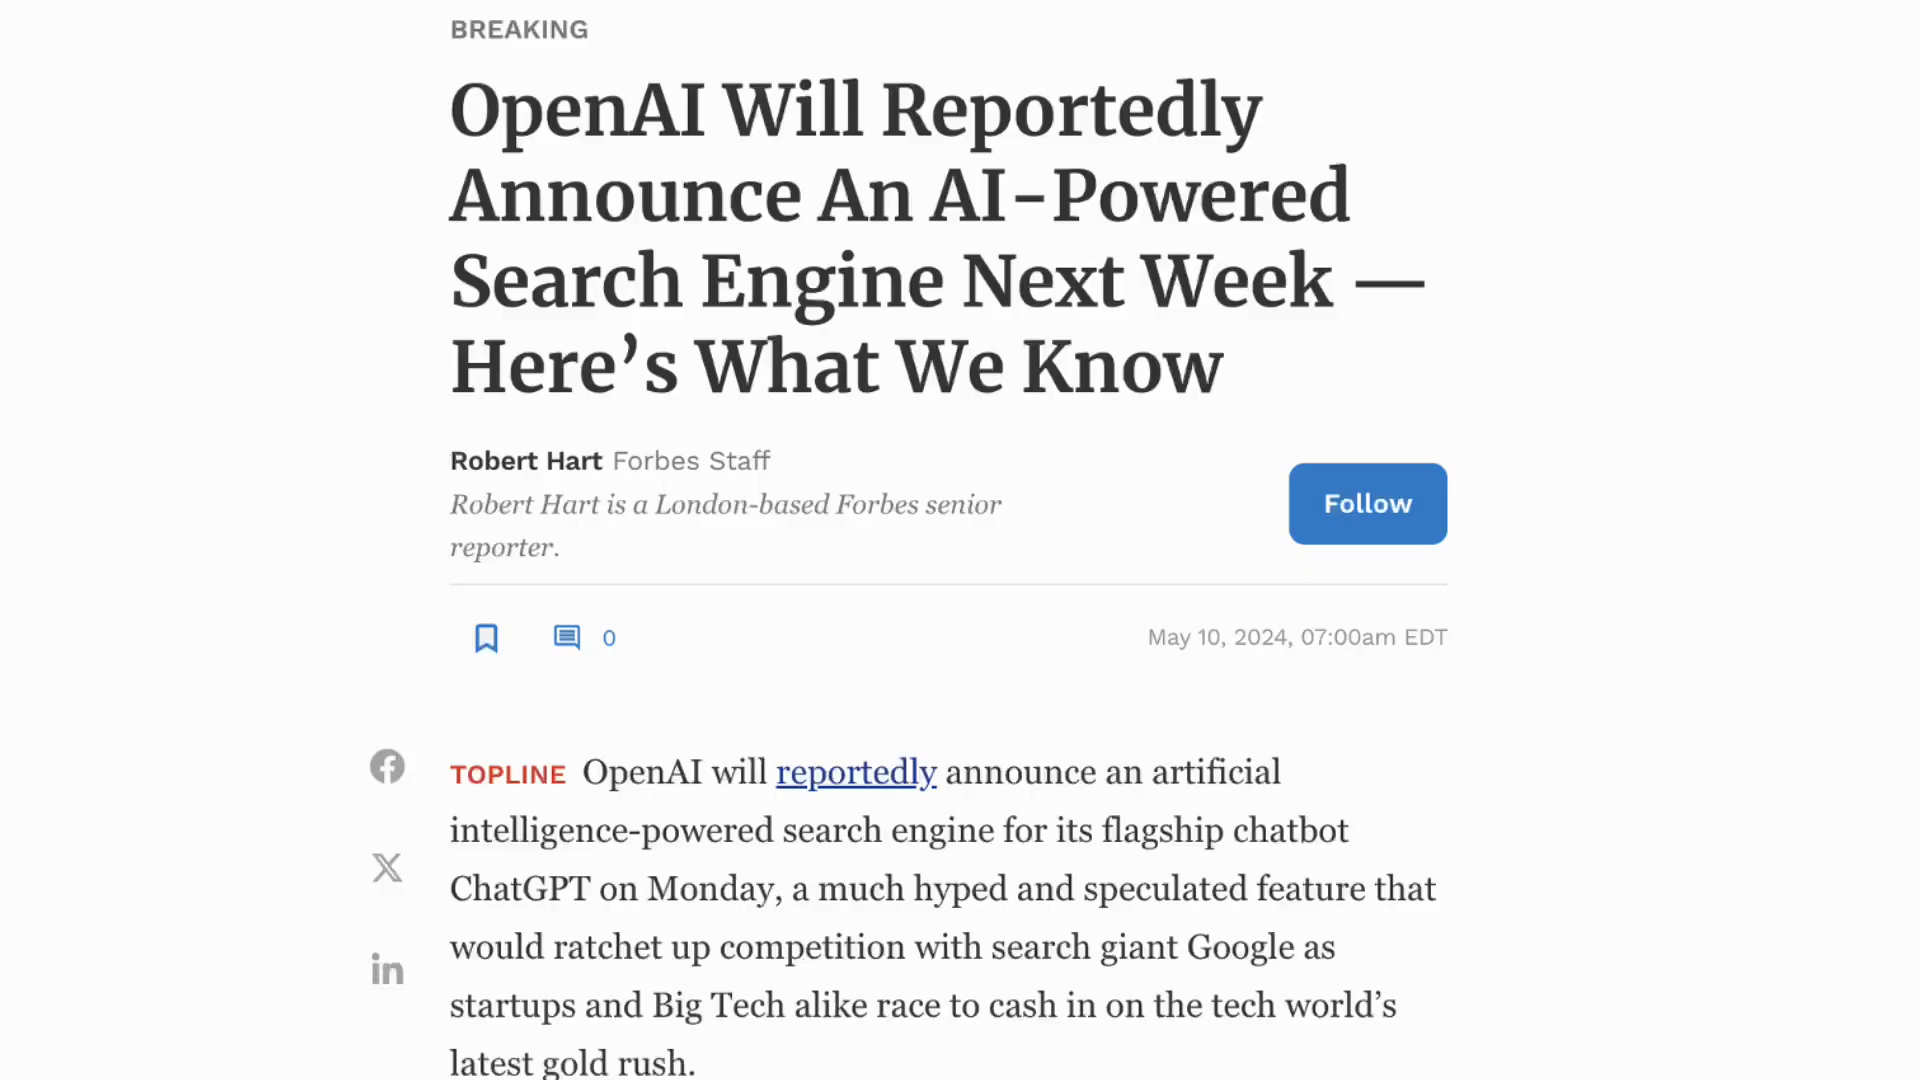 BREAKING
OpenAI Will Reportedly
Announce An AI-Powered
Search Engine Next Week —
Here’s What We Know
Robert Hart Forbes Staff
Robert Hart is a London-based Forbes senior
reporter.
Follow
0
May 10, 2024, 07:00am EDT
TOPLINE OpenAI will reportedly announce an artificial
intelligence-powered search engine for its flagship chatbot
ChatGPT on Monday, a much hyped and speculated feature that
would ratchet up competition with search giant Google as
startups and Big Tech alike race to cash in on the tech world’s
latest gold rush.